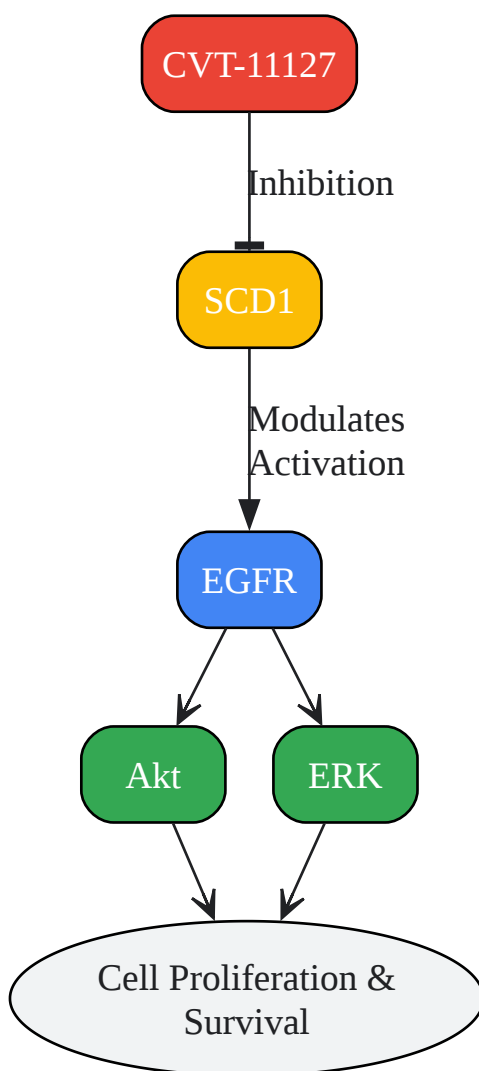 CVT-11127
Inhibition
SCD1
Modulates
Activation
EGFR
Akt
ERK
Cell Proliferation &
Survival